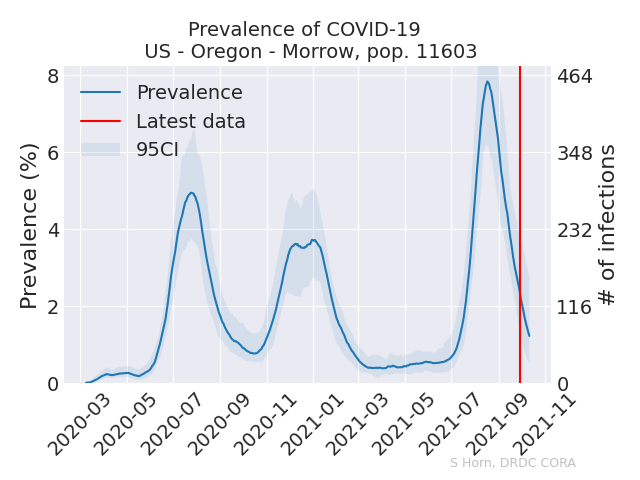 Prevalence of COVID-19
US - Oregon - Morrow, pop. 11603
Prevalence
Latest data
95CI
Prevalence (%)
8
6
4
2
0
464
348
232
116
0
# of infections
2020-03
2020-05
2020-07
2020-09
2020-11
2021-01
2021-03
2021-05
2021-07
2021-09
2021-11
S Horn, DRDC CORA